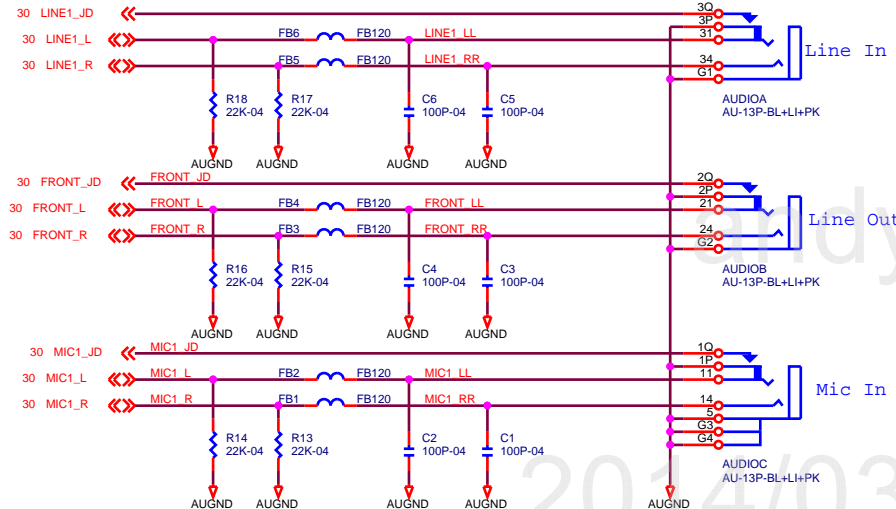 30 LINE1_JD
3Q
3P
30 LINE1_L FB6 FB120 LINE1_LL 31
Line In
30 LINE1_R FB5 FB120 LINE1_RR 34
G1
R18
22K-04
R17
22K-04
C6
100P-04
C5
100P-04
AUDIOA
AU-13P-BL+LI+PK
AUGND AUGND AUGND AUGND
30 FRONT_JD FRONT_JD 2Q
2P
30 FRONT_L FRONT_L FB4 FB120 FRONT_LL 21
Line Out
30 FRONT_R FRONT_R FB3 FB120 FRONT_RR 24
G2
R16
22K-04
R15
22K-04
C4
100P-04
C3
100P-04
AUDIOB
AU-13P-BL+LI+PK
AUGND AUGND AUGND AUGND
30 MIC1_JD MIC1_JD 1Q
1P
30 MIC1_L MIC1_L FB2 FB120 MIC1_LL 11
Mic In
30 MIC1_R MIC1_R FB1 FB120 MIC1_RR 14
5
G3
G4
R14
22K-04
R13
22K-04
C2
100P-04
C1
100P-04
AUDIOC
AU-13P-BL+LI+PK
AUGND AUGND AUGND AUGND AUGND
andy
2014/03